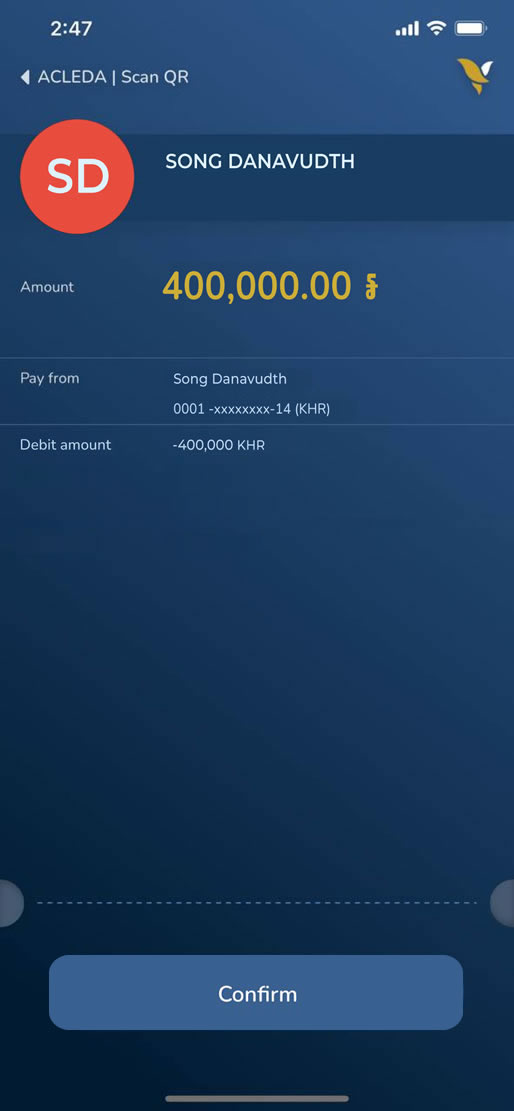 2:47
ACLEDA | Scan QR
SD
SONG DANAVUDTH
Amount
400,000.00 ៛
Pay from
Song Danavudth
0001 -xxxxxxxx-14 (KHR)
Debit amount
-400,000 KHR
Confirm